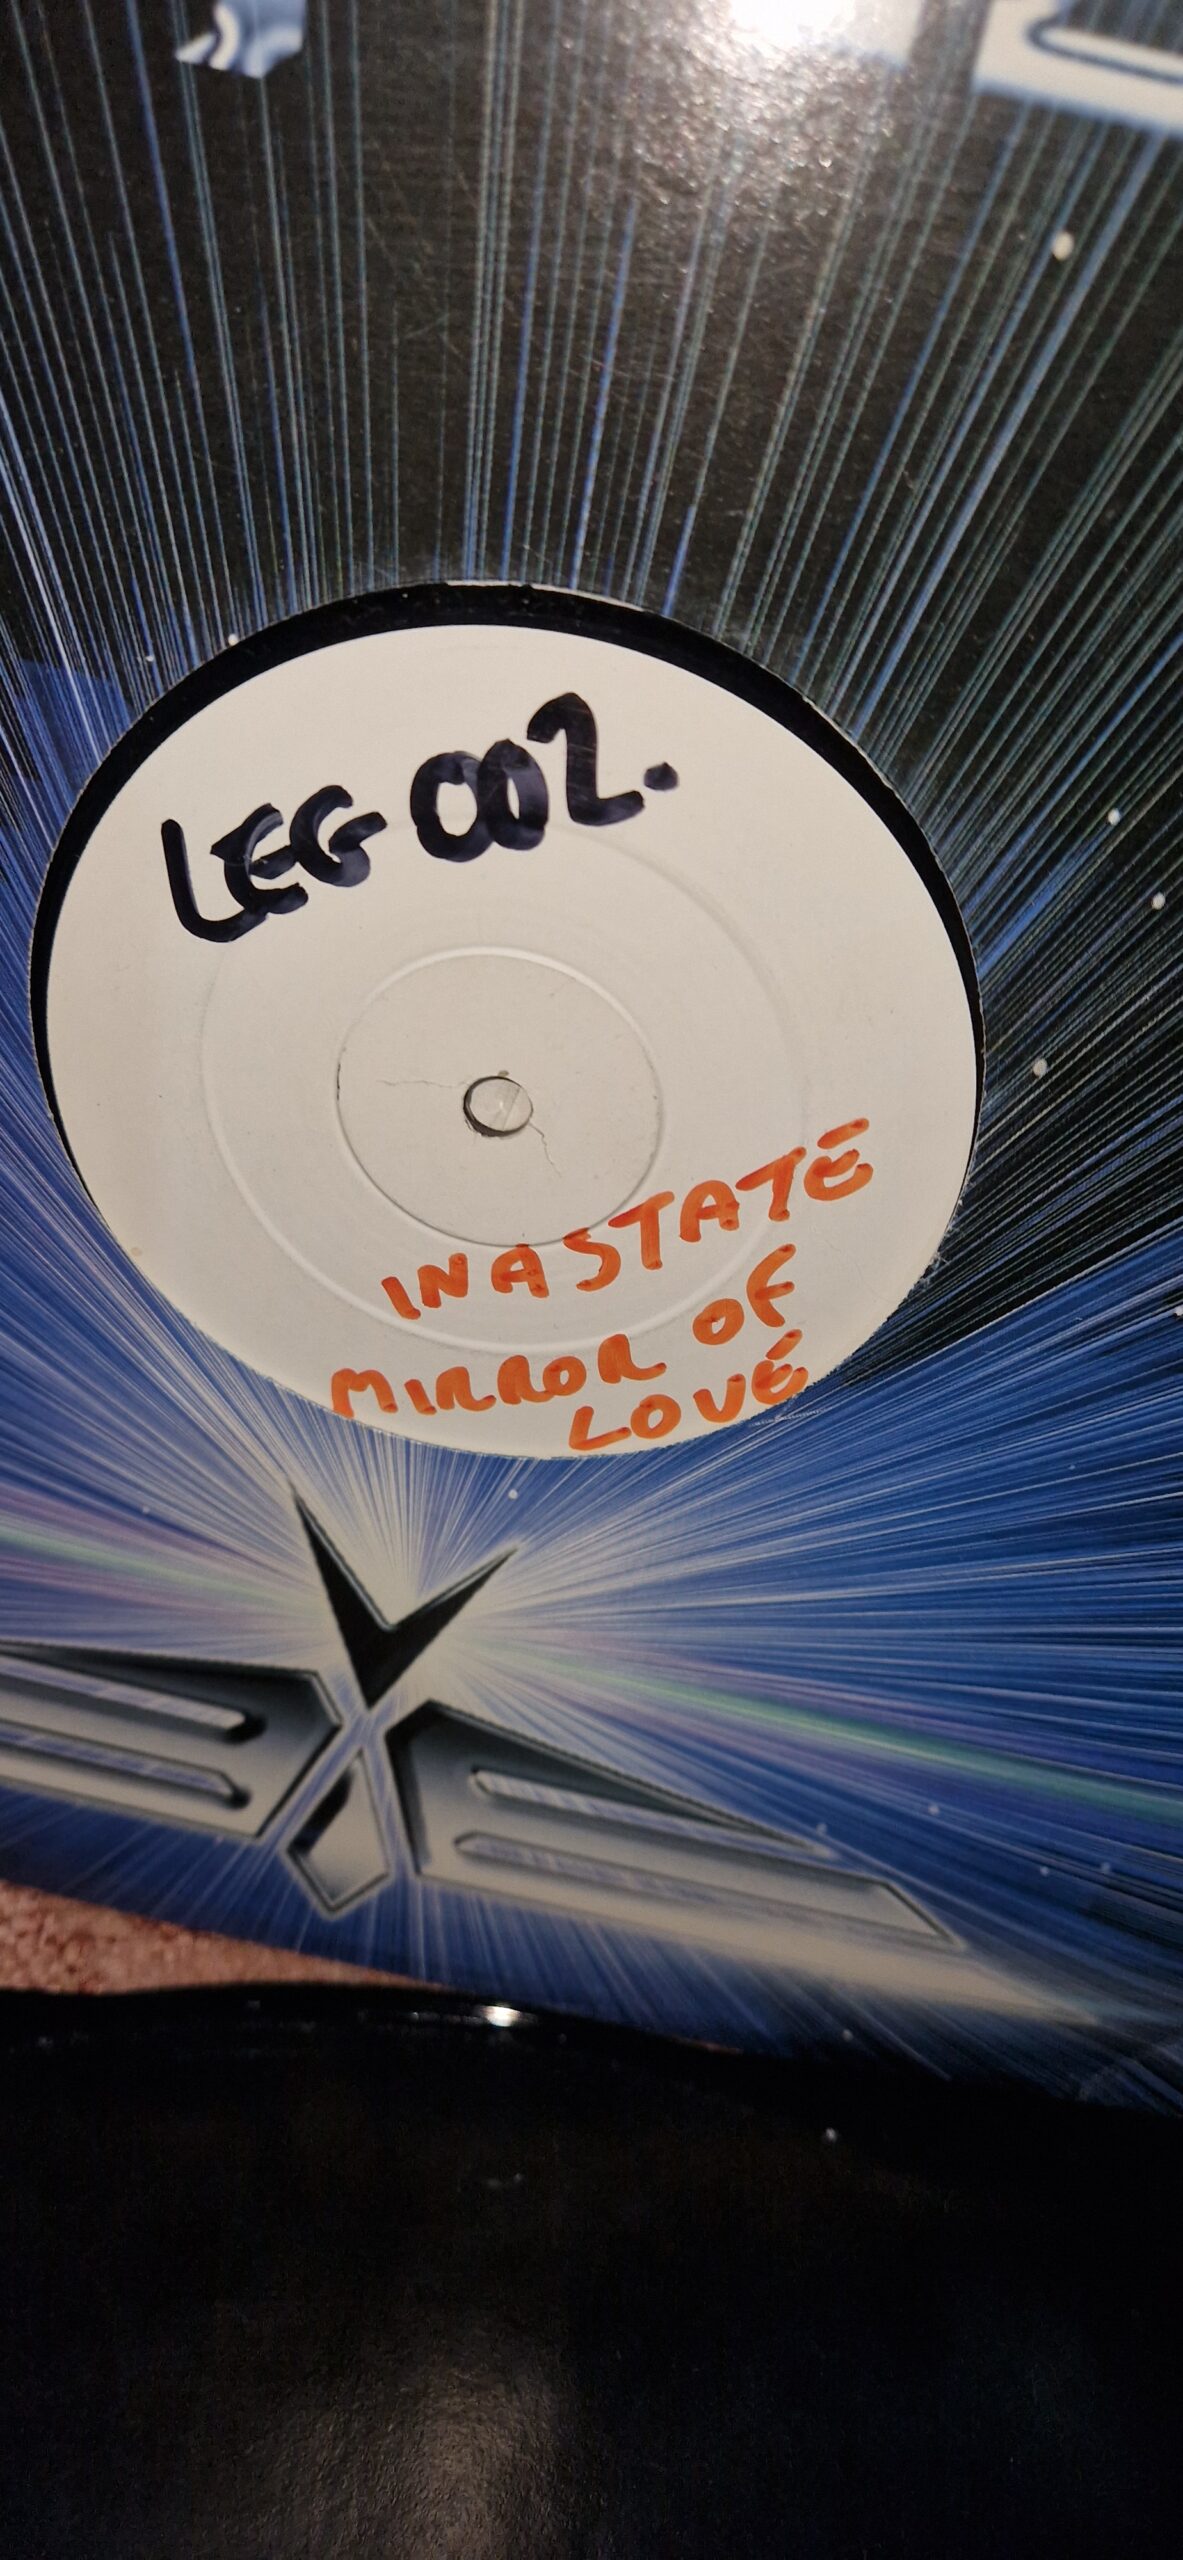 LEG 002.
IN A STATE
MIRROR OF
LOVE